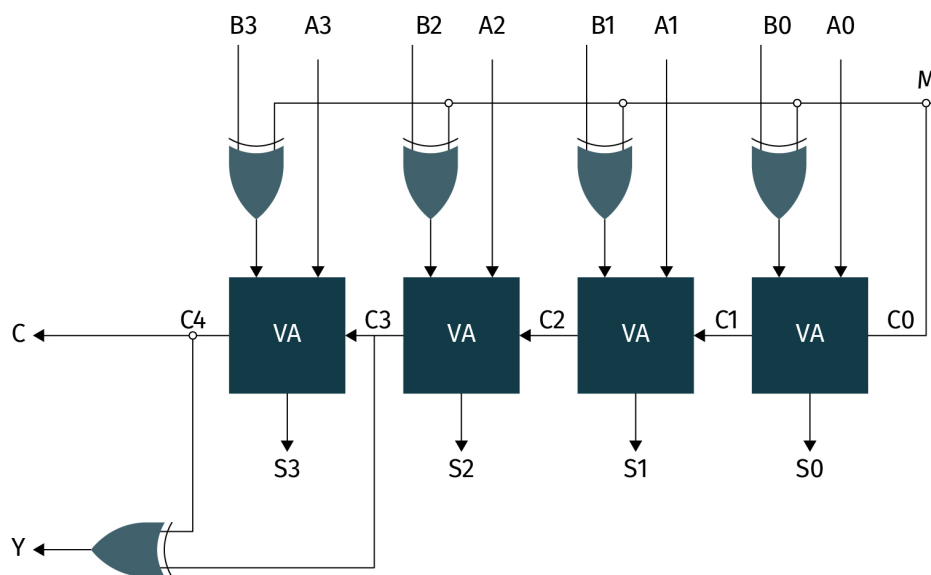 B3 A3 B2 A2 B1 A1 B0 A0
M
C C4 VA C3 VA C2 VA C1 VA C0
S3 S2 S1 S0
Y